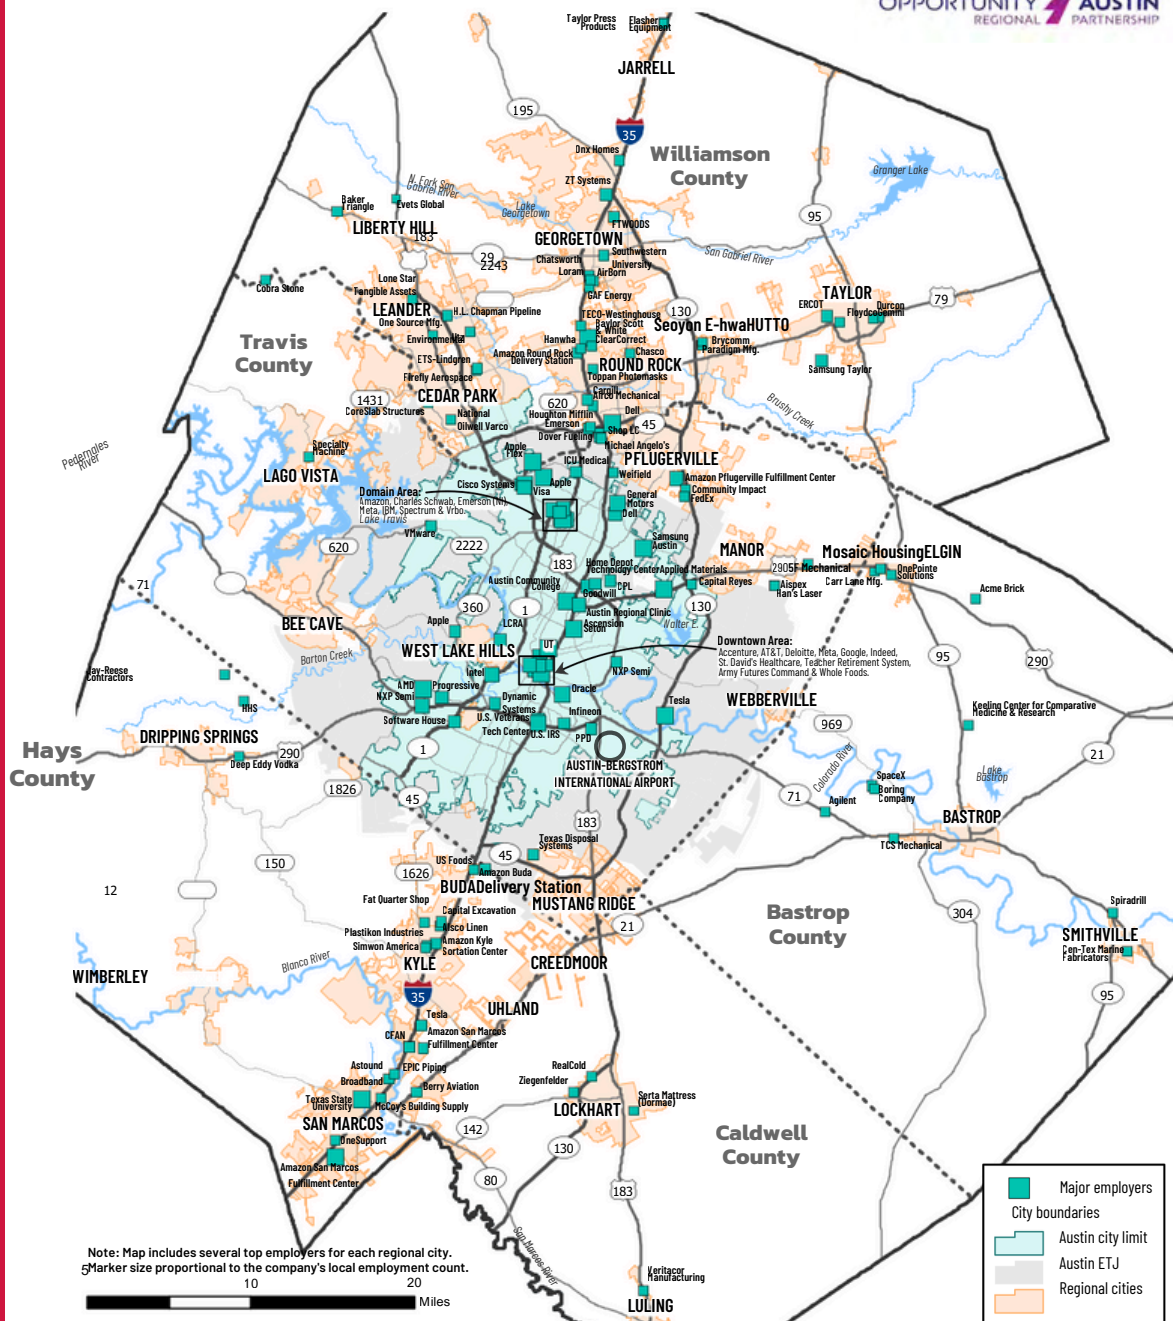 OPPORTUNITY AUSTIN
REGIONAL PARTNERSHIP
Taylor Press
Products
Flasher
Equipment
JARRELL
195
35
Dnx Homes
Williamson
County
ZT Systems
Granger Lake
N. Fork San
Gabriel River
Baker
Triangle
Evets Global
Lake
Georgetown
95
FTWOODS
LIBERTY HILL
183
GEORGETOWN
29
2243
Chatsworth
Southwestern
University
San Gabriel River
Loram
AirBorn
GAF Energy
Cobra Stone
Lone Star
Tangible Assets
TAYLOR
79
ERCOT
Durcon
Floydco
Gemini
130
LEANDER
H.L. Chapman Pipeline
One Source Mfg.
TECO-Westinghouse
Baylor Scott
& White
ClearCorrect
Seoyon E-hwa
HUTTO
Travis
County
Environmental
Hanwha
Brycomm
Paradigm Mfg.
Amazon Round Rock
Delivery Station
Chasco
ETS-Lindgren
ROUND ROCK
Samsung Taylor
Firefly Aerospace
Toppan Photomasks
CEDAR PARK
Cargill
Airco Mechanical
1431
620
CoreSlab Structures
National
Oilwell Varco
Houghton Mifflin
Dell
Brushy Creek
Emerson
45
Shop LC
Dover Fueling
Michael Angelo's
Specialty
Machine
Apple
Flex
Pedernales
River
PFLUGERVILLE
ICU Medical
LAGO VISTA
Weifield
Amazon Pflugerville Fulfillment Center
Cisco Systems
Apple
Visa
Community Impact
FedEx
Domain Area:
Amazon, Charles Schwab, Emerson (NI),
Meta, IBM, Spectrum & Vrbo.
General
Motors
Dell
Lake Travis
VMware
Samsung
Austin
620
2222
MANOR
Mosaic Housing
ELGIN
183
Home Depot
Technology Center
Applied Materials
290
SF Mechanical
OnePointe
Solutions
71
Austin Community
College
CPL
Capital Reyes
Aispex
Carr Lane Mfg.
Han's Laser
Acme Brick
Goodwill
360
1
130
Austin Regional Clinic
BEE CAVE
Apple
LCRA
Ascension
Seton
Walter E.
Barton Creek
WEST LAKE HILLS
UT
Downtown Area:
Accenture, AT&T, Deloitte, Meta, Google, Indeed,
St. David's Healthcare, Teacher Retirement System,
Army Futures Command & Whole Foods.
95
290
Jay-Reese
Contractors
Intel
NXP Semi
AMD
Progressive
NXP Semi
Oracle
HHS
Dynamic
Systems
Tesla
WEBBERVILLE
Keeling Center for Comparative
Medicine & Research
Software House
U.S. Veterans
Tech Center
U.S. IRS
Infineon
PPD
969
DRIPPING SPRINGS
290
1
21
Hays
County
Deep Eddy Vodka
AUSTIN-BERGSTROM
INTERNATIONAL AIRPORT
Colorado River
Lake
Bastrop
SpaceX
Boring
Company
1826
45
71
Agilent
183
BASTROP
Texas Disposal
Systems
TCS Mechanical
150
US Foods
45
1626
Amazon Buda
Delivery Station
BUDA
12
Fat Quarter Shop
MUSTANG RIDGE
Bastrop
County
304
Spiradrill
Capital Excavation
21
Plastikon Industries
Alsco Linen
SMITHVILLE
Simwon America
Amazon Kyle
Sortation Center
Cen-Tex Marine
Fabricators
Blanco River
KYLE
CREEDMOOR
WIMBERLEY
35
95
UHLAND
Tesla
Amazon San Marcos
Fulfillment Center
CFAN
Astound
Broadband
EPIC Piping
RealCold
Ziegenfelder
Berry Aviation
Texas State
University
McCoy's Building Supply
Serta Mattress
(Dormae)
LOCKHART
SAN MARCOS
142
Caldwell
County
OneSupport
130
Amazon San Marcos
Fulfillment Center
80
183
San Marcos River
Major employers
City boundaries
Austin city limit
Austin ETJ
Regional cities
Note: Map includes several top employers for each regional city.
Marker size proportional to the company's local employment count.
5
10
20
Miles
Veritacor
Manufacturing
LULING